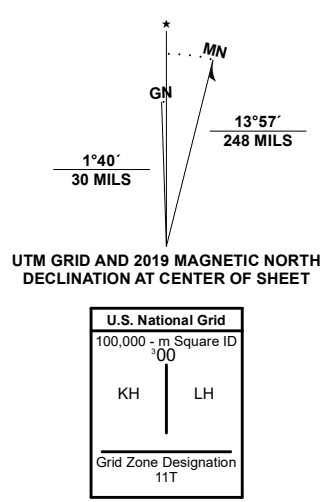 ★
MN
GN
13°57´
248 MILS
1°40´
30 MILS
UTM GRID AND 2019 MAGNETIC NORTH
DECLINATION AT CENTER OF SHEET
U.S. National Grid
100,000 - m Square ID
³00
KH LH
Grid Zone Designation
11T